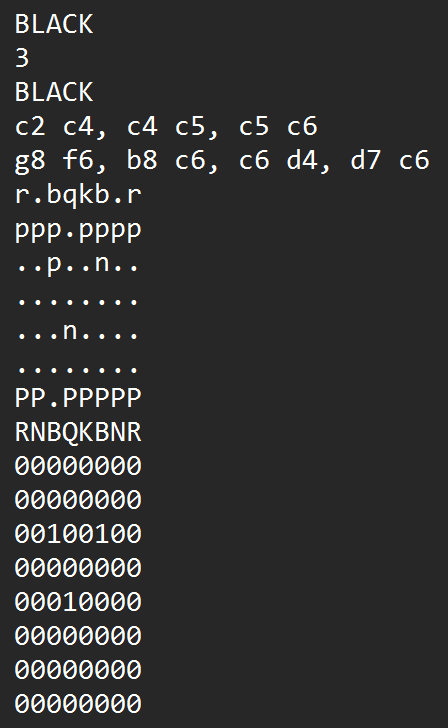 BLACK
3
BLACK
c2 c4, c4 c5, c5 c6
g8 f6, b8 c6, c6 d4, d7 c6
r.bqkb.r
ppp.pppp
..p..n..
........
...n....
........
PP.PPPPP
RNBQKBNR
00000000
00000000
00100100
00000000
00010000
00000000
00000000
00000000